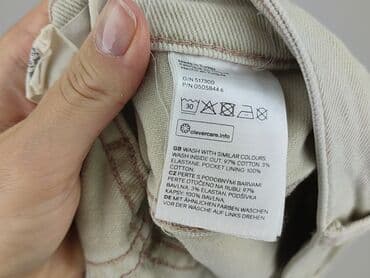 O/N 517300
P/N 0505844.6
30
clevercare.info
GB WASH WITH SIMILAR COLOURS.
WASH INSIDE OUT. 97% COTTON. 3%
ELASTANE. POCKET LINING 100%
COTTON.
CZ PERTE S PODOBNÝMI BARVAMI.
PERTE OTOČENÉ NA RUBU. 97%
BAVLNA. 3% ELASTAN.
KAPSY: 100% BAVLNA.
DE MIT ÄHNLICHEN FARBEN WASCHEN
VOR DER WÄSCHE AUF LINKS DREHEN